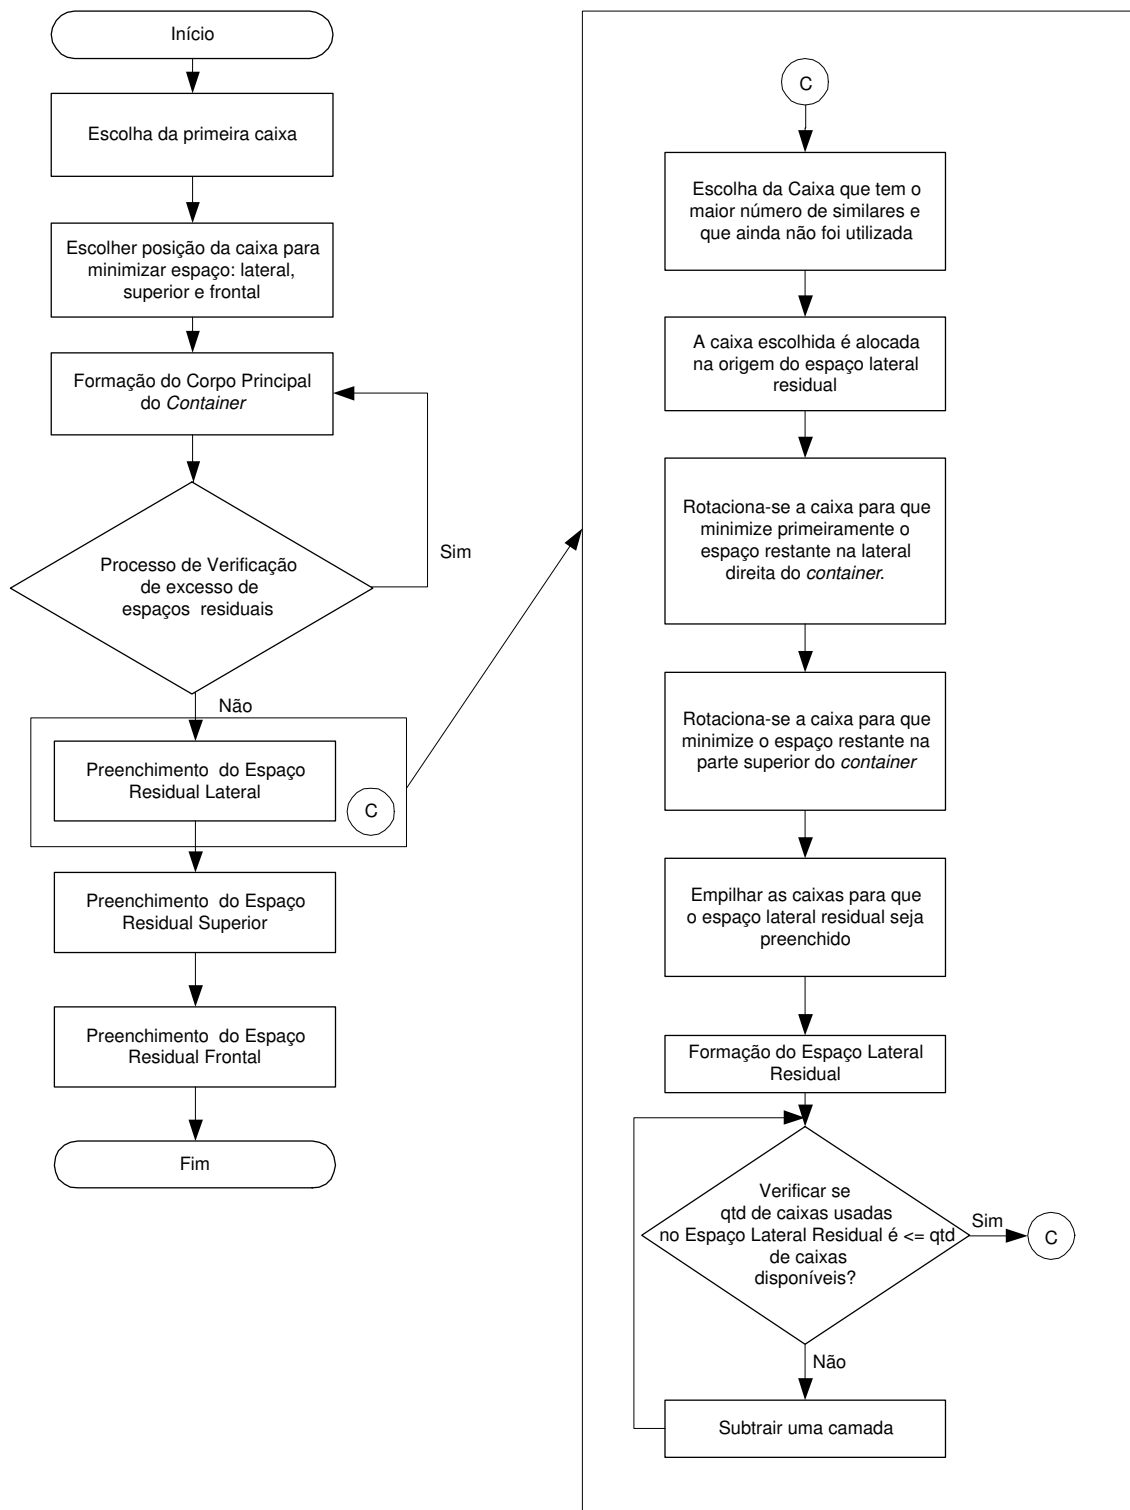 Início
Escolha da primeira caixa
Escolher posição da caixa para
minimizar espaço: lateral,
superior e frontal
Formação do Corpo Principal
do Container
Processo de Verificação
de excesso de
espaços residuais
Sim
Não
Preenchimento do Espaço
Residual Lateral
C
Preenchimento do Espaço
Residual Superior
Preenchimento do Espaço
Residual Frontal
Fim
C
Escolha da Caixa que tem o
maior número de similares e
que ainda não foi utilizada
A caixa escolhida é alocada
na origem do espaço lateral
residual
Rotaciona-se a caixa para que
minimize primeiramente o
espaço restante na lateral
direita do container.
Rotaciona-se a caixa para que
minimize o espaço restante na
parte superior do container
Empilhar as caixas para que
o espaço lateral residual seja
preenchido
Formação do Espaço Lateral
Residual
Verificar se
qtd de caixas usadas
no Espaço Lateral Residual é <= qtd
de caixas
disponíveis?
Sim
C
Não
Subtrair uma camada